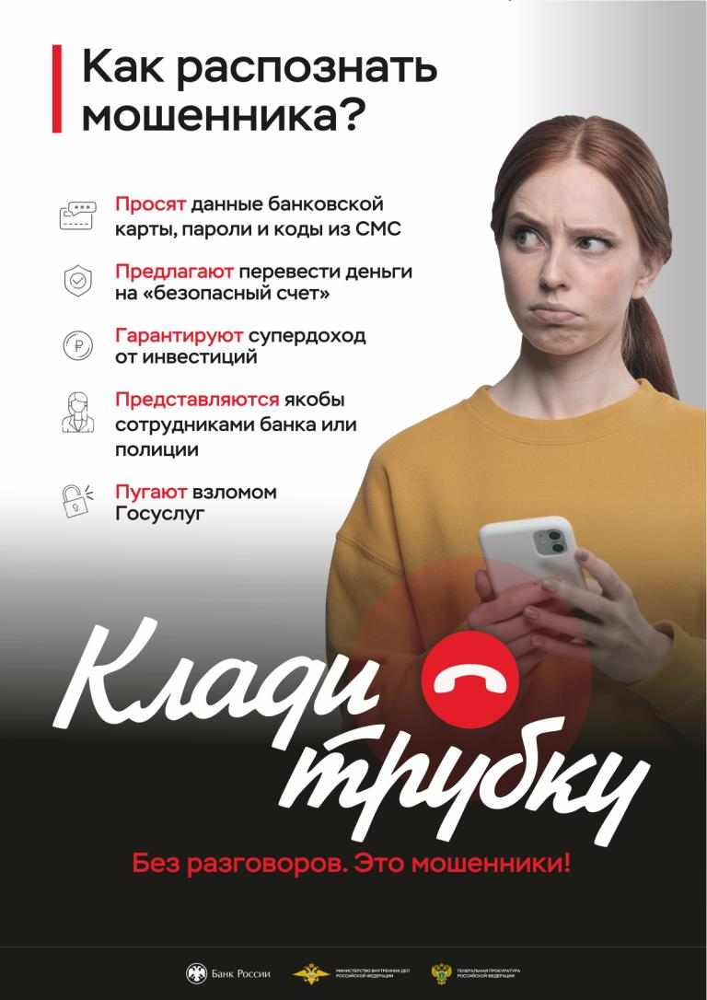 Как распознать
мошенника?
Просят данные банковской
карты, пароли и коды из СМС
Предлагают перевести деньги
на «безопасный счет»
Гарантируют супердоход
от инвестиций
Представляются якобы
сотрудниками банка или
полиции
Пугают взломом
Госуслуг
Клади
трубку
Без разговоров. Это мошенники!
Банк России
МИНИСТЕРСТВО ВНУТРЕННИХ ДЕЛ
РОССИЙСКОЙ ФЕДЕРАЦИИ
ГЕНЕРАЛЬНАЯ ПРОКУРАТУРА
РОССИЙСКОЙ ФЕДЕРАЦИИ